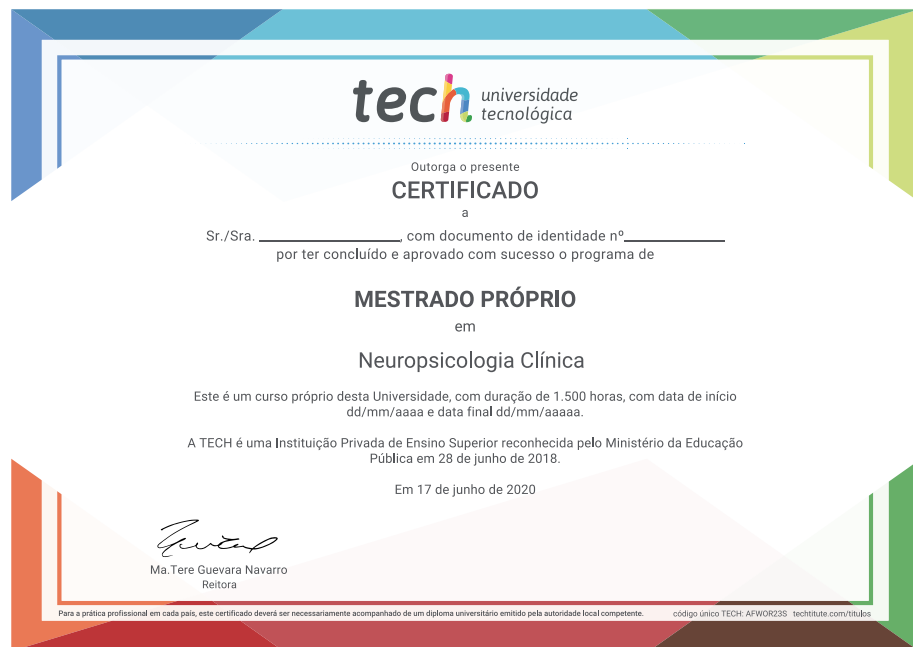 tech universidade
tecnológica
Outorga o presente
CERTIFICADO
a
Sr./Sra. ____________________, com documento de identidade nº______________
por ter concluído e aprovado com sucesso o programa de
MESTRADO PRÓPRIO
em
Neuropsicologia Clínica
Este é um curso próprio desta Universidade, com duração de 1.500 horas, com data de início
dd/mm/aaaa e data final dd/mm/aaaaa.
A TECH é uma Instituição Privada de Ensino Superior reconhecida pelo Ministério da Educação
Pública em 28 de junho de 2018.
Em 17 de junho de 2020
Ma.Tere Guevara Navarro
Reitora
Para a prática profissional em cada país, este certificado deverá ser necessariamente acompanhado de um diploma universitário emitido pela autoridade local competente. código único TECH: AFWOR23S techtitute.com/titulos